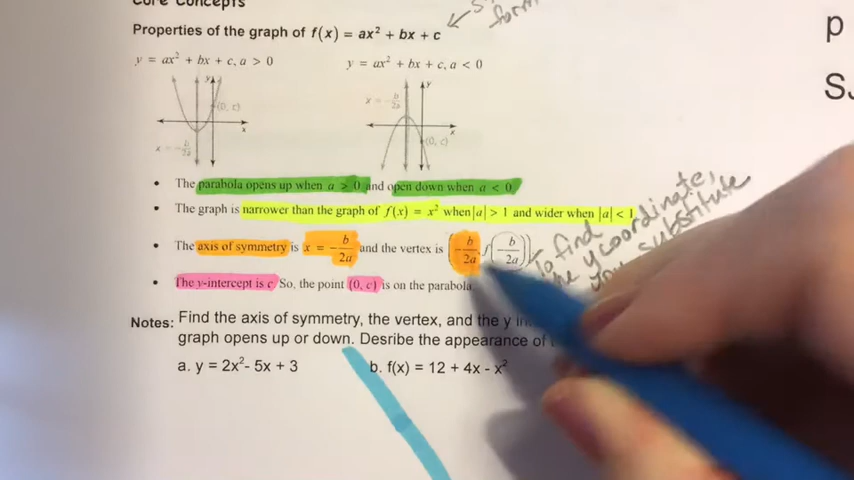 Core Concepts
form
Properties of the graph of f(x) = ax² + bx + c
p
y = ax² + bx + c, a > 0
y = ax² + bx + c, a < 0
y
y
x = -b/2a
(0, c)
x
x
(0, c)
x = -b/2a
• The parabola opens up when a > 0 and open down when a < 0
• The graph is narrower than the graph of f(x) = x² when |a| > 1 and wider when |a| < 1
• The axis of symmetry is x = -b/2a and the vertex is (-b/2a, f(-b/2a))
To find
the y coordinate,
you substitute
• The y-intercept is c So, the point (0, c) is on the parabola
Notes: Find the axis of symmetry, the vertex, and the y
graph opens up or down. Desribe the appearance of
a. y = 2x²- 5x + 3
b. f(x) = 12 + 4x - x²